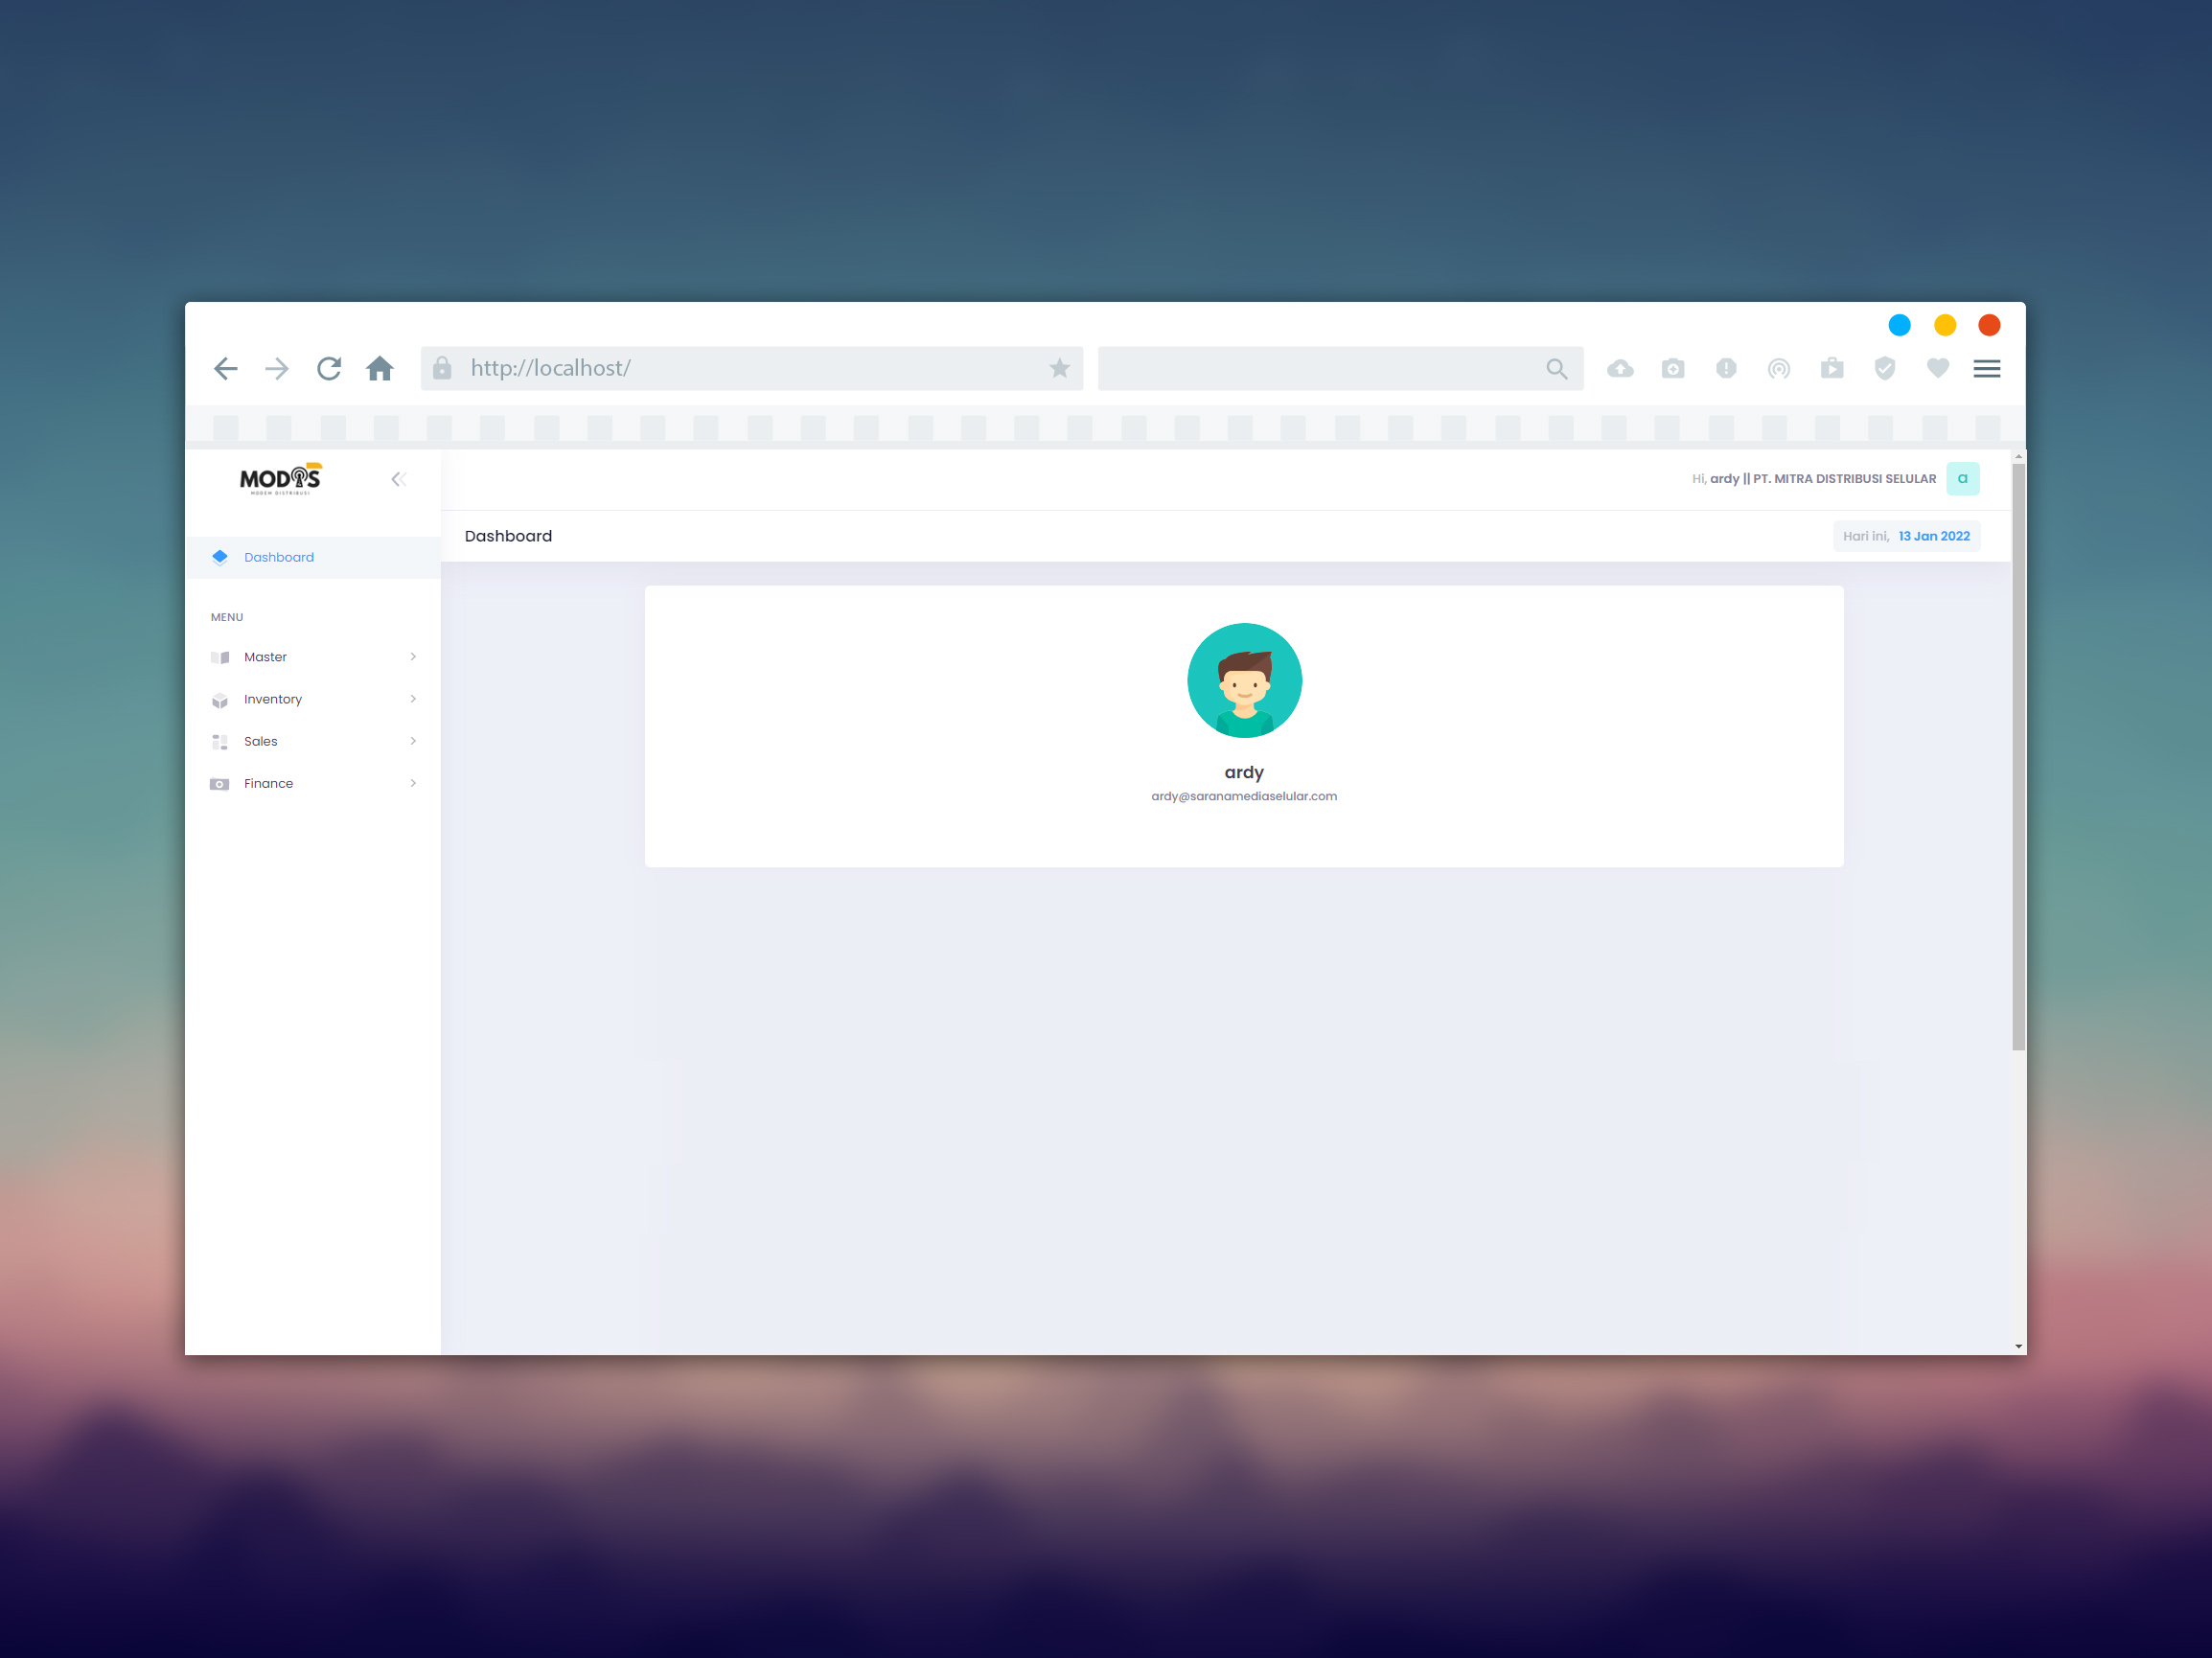 http://localhost/
MODIS
MODEM DISTRIBUSI
Hi, ardy || PT. MITRA DISTRIBUSI SELULAR
a
Dashboard
Hari ini, 13 Jan 2022
Dashboard
MENU
Master
Inventory
Sales
Finance
ardy
ardy@saranamediaselular.com